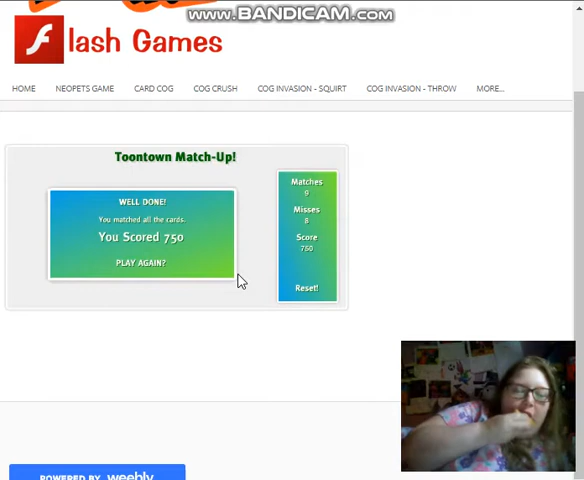 www.BANDICAM.com
flash Games
HOME NEOPETS GAME CARD COG COG CRUSH COG INVASION - SQUIRT COG INVASION - THROW MORE...
Toontown Match-Up!
WELL DONE!
You matched all the cards.
You Scored 750
PLAY AGAIN?
Matches
9
Misses
8
Score
750
Reset!
POWERED BY weebly